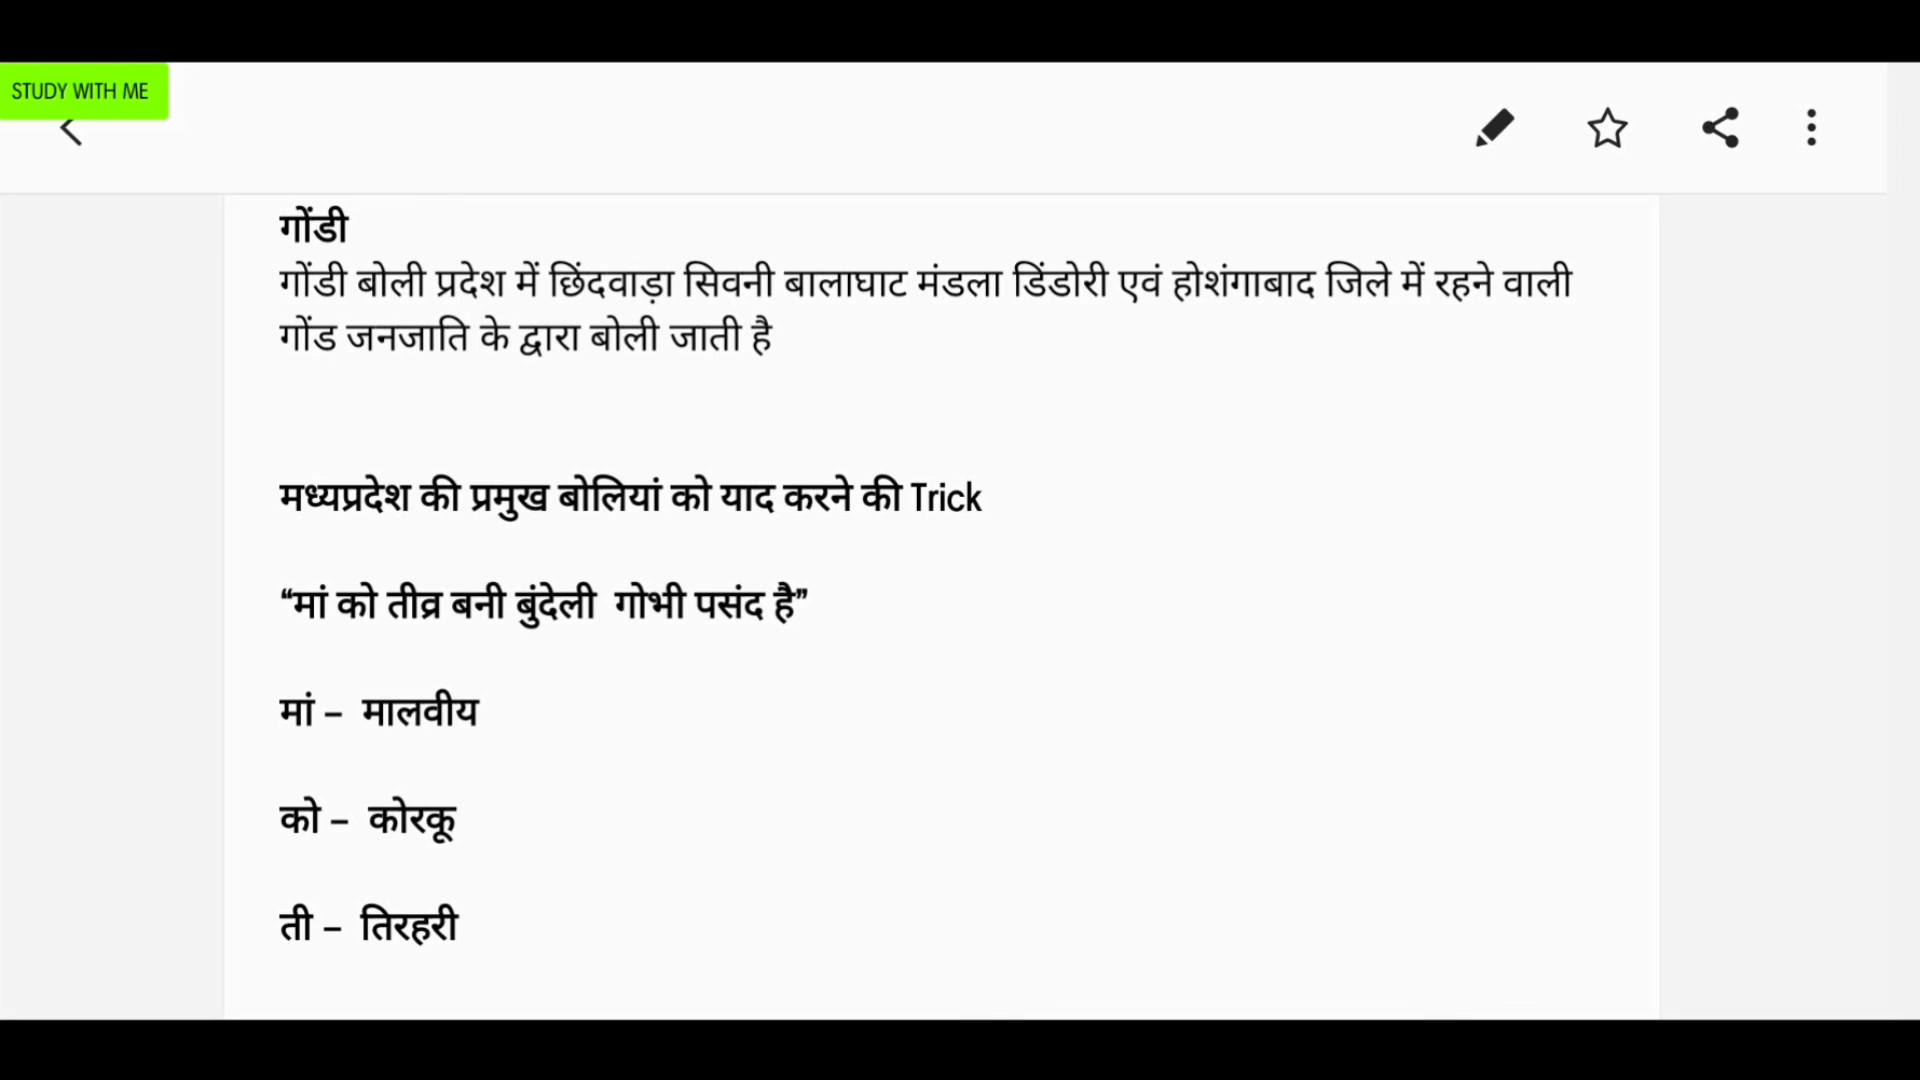 STUDY WITH ME
गोंडी
गोंडी बोली प्रदेश में छिंदवाड़ा सिवनी बालाघाट मंडला डिंडोरी एवं होशंगाबाद जिले में रहने वाली
गोंड जनजाति के द्वारा बोली जाती है
मध्यप्रदेश की प्रमुख बोलियां को याद करने की Trick
“मां को तीव्र बनी बुंदेली गोभी पसंद है”
मां – मालवीय
को – कोरकू
ती – तिरहरी